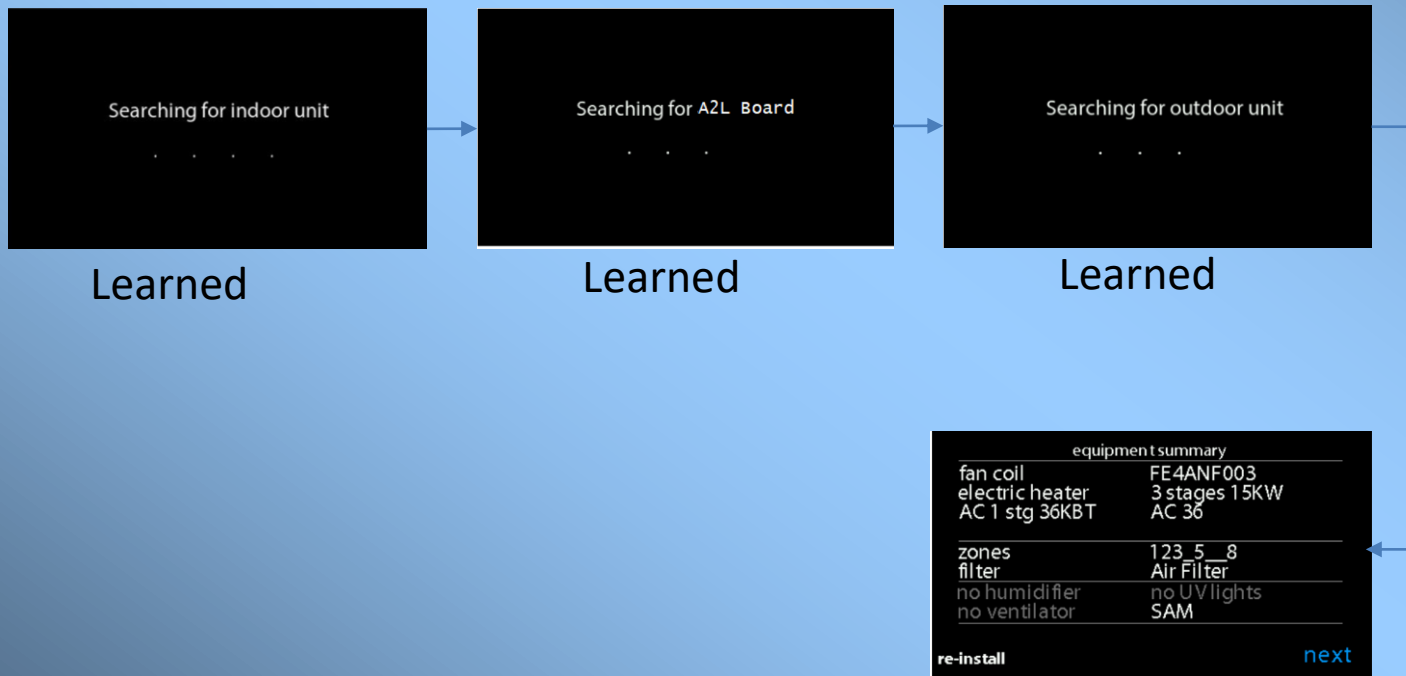 Searching for indoor unit
. . . .
Learned
Searching for A2L Board
. . .
Learned
Searching for outdoor unit
. . .
Learned
equipment summary
fan coil FE4ANF003
electric heater 3 stages 15KW
AC 1 stg 36KBT AC 36
zones 123_5__8
filter Air Filter
no humidifier no UV lights
no ventilator SAM
re-install next